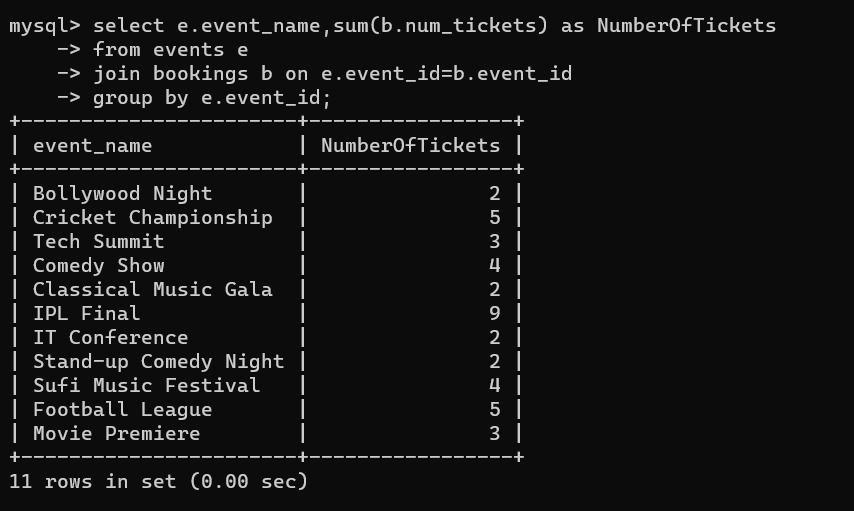 mysql> select e.event_name,sum(b.num_tickets) as NumberOfTickets
    -> from events e
    -> join bookings b on e.event_id=b.event_id
    -> group by e.event_id;
+-----------------------+-----------------+
| event_name            | NumberOfTickets |
+-----------------------+-----------------+
| Bollywood Night       |               2 |
| Cricket Championship  |               5 |
| Tech Summit           |               3 |
| Comedy Show           |               4 |
| Classical Music Gala  |               2 |
| IPL Final             |               9 |
| IT Conference         |               2 |
| Stand-up Comedy Night |               2 |
| Sufi Music Festival   |               4 |
| Football League       |               5 |
| Movie Premiere        |               3 |
+-----------------------+-----------------+
11 rows in set (0.00 sec)